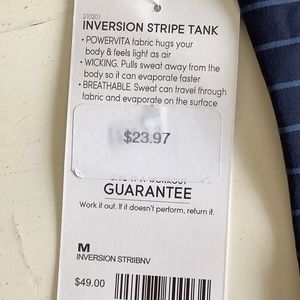 210201
INVERSION STRIPE TANK
• POWERVITA fabric hugs your
body & feels light as air
• WICKING. Pulls sweat away from the
body so it can evaporate faster
• BREATHABLE. Sweat can travel through
fabric and evaporate on the surface
$23.97
GUARANTEE
Work it out. If it doesn't perform, return it.
M
INVERSION STRIIBNV
$49.00